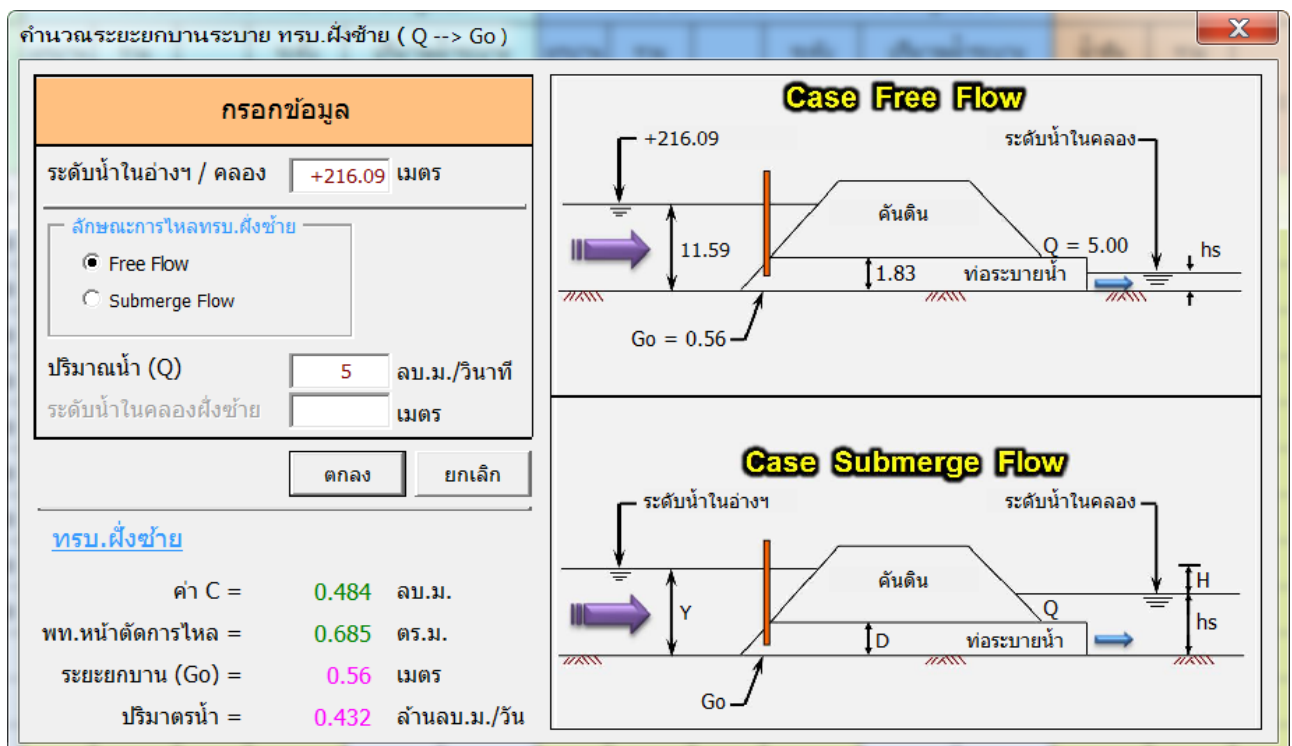 คำนวณระยะยกบานระบาย ทรบ.ฝั่งซ้าย ( Q --> Go )
X
กรอกข้อมูล
ระดับน้ำในอ่างฯ / คลอง +216.09 เมตร
ลักษณะการไหลทรบ.ฝั่งซ้าย
Free Flow
Submerge Flow
ปริมาณน้ำ (Q) 5 ลบ.ม./วินาที
ระดับน้ำในคลองฝั่งซ้าย เมตร
ตกลง ยกเลิก
ทรบ.ฝั่งซ้าย
ค่า C = 0.484 ลบ.ม.
พท.หน้าตัดการไหล = 0.685 ตร.ม.
ระยะยกบาน (Go) = 0.56 เมตร
ปริมาตรน้ำ = 0.432 ล้านลบ.ม./วัน
Case Free Flow
+216.09 ระดับน้ำในคลอง
คันดิน
11.59 Q = 5.00 hs
1.83 ท่อระบายน้ำ
Go = 0.56
Case Submerge Flow
ระดับน้ำในอ่างฯ ระดับน้ำในคลอง
คันดิน H
Y Q hs
D ท่อระบายน้ำ
Go